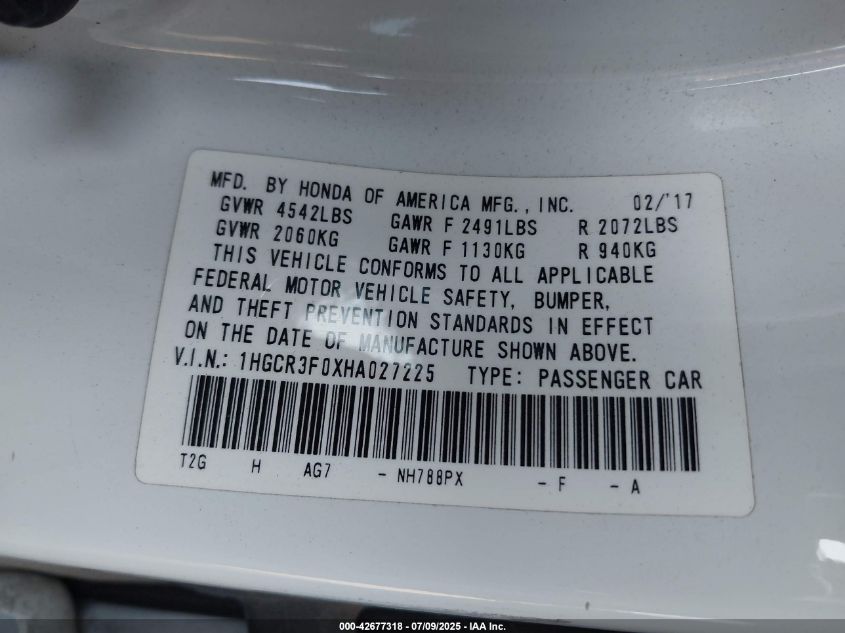 MFD. BY HONDA OF AMERICA MFG., INC. 02/'17
GVWR 4542LBS GAWR F 2491LBS R 2072LBS
GVWR 2060KG GAWR F 1130KG R 940KG
THIS VEHICLE CONFORMS TO ALL APPLICABLE
FEDERAL MOTOR VEHICLE SAFETY, BUMPER,
AND THEFT PREVENTION STANDARDS IN EFFECT
ON THE DATE OF MANUFACTURE SHOWN ABOVE.
V.I.N.: 1HGCR3F0XHA027225 TYPE: PASSENGER CAR
T2G H AG7 - NH788PX - F - A
000-42677318 - 07/09/2025 - IAA Inc.